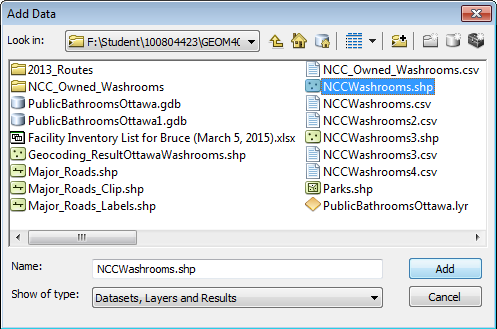 Add Data
Look in: F:\Student\100804423\GEOM4(
2013_Routes
NCC_Owned_Washrooms
PublicBathroomsOttawa.gdb
PublicBathroomsOttawa1.gdb
Facility Inventory List for Bruce (March 5, 2015).xlsx
Geocoding_ResultOttawaWashrooms.shp
Major_Roads.shp
Major_Roads_Clip.shp
Major_Roads_Labels.shp
NCC_Owned_Washrooms.csv
NCCWashrooms.shp
NCCWashrooms.csv
NCCWashrooms2.csv
NCCWashrooms3.shp
NCCWashrooms3.csv
NCCWashrooms4.csv
Parks.shp
PublicBathroomsOttawa.lyr
Name: NCCWashrooms.shp
Add
Show of type: Datasets, Layers and Results
Cancel